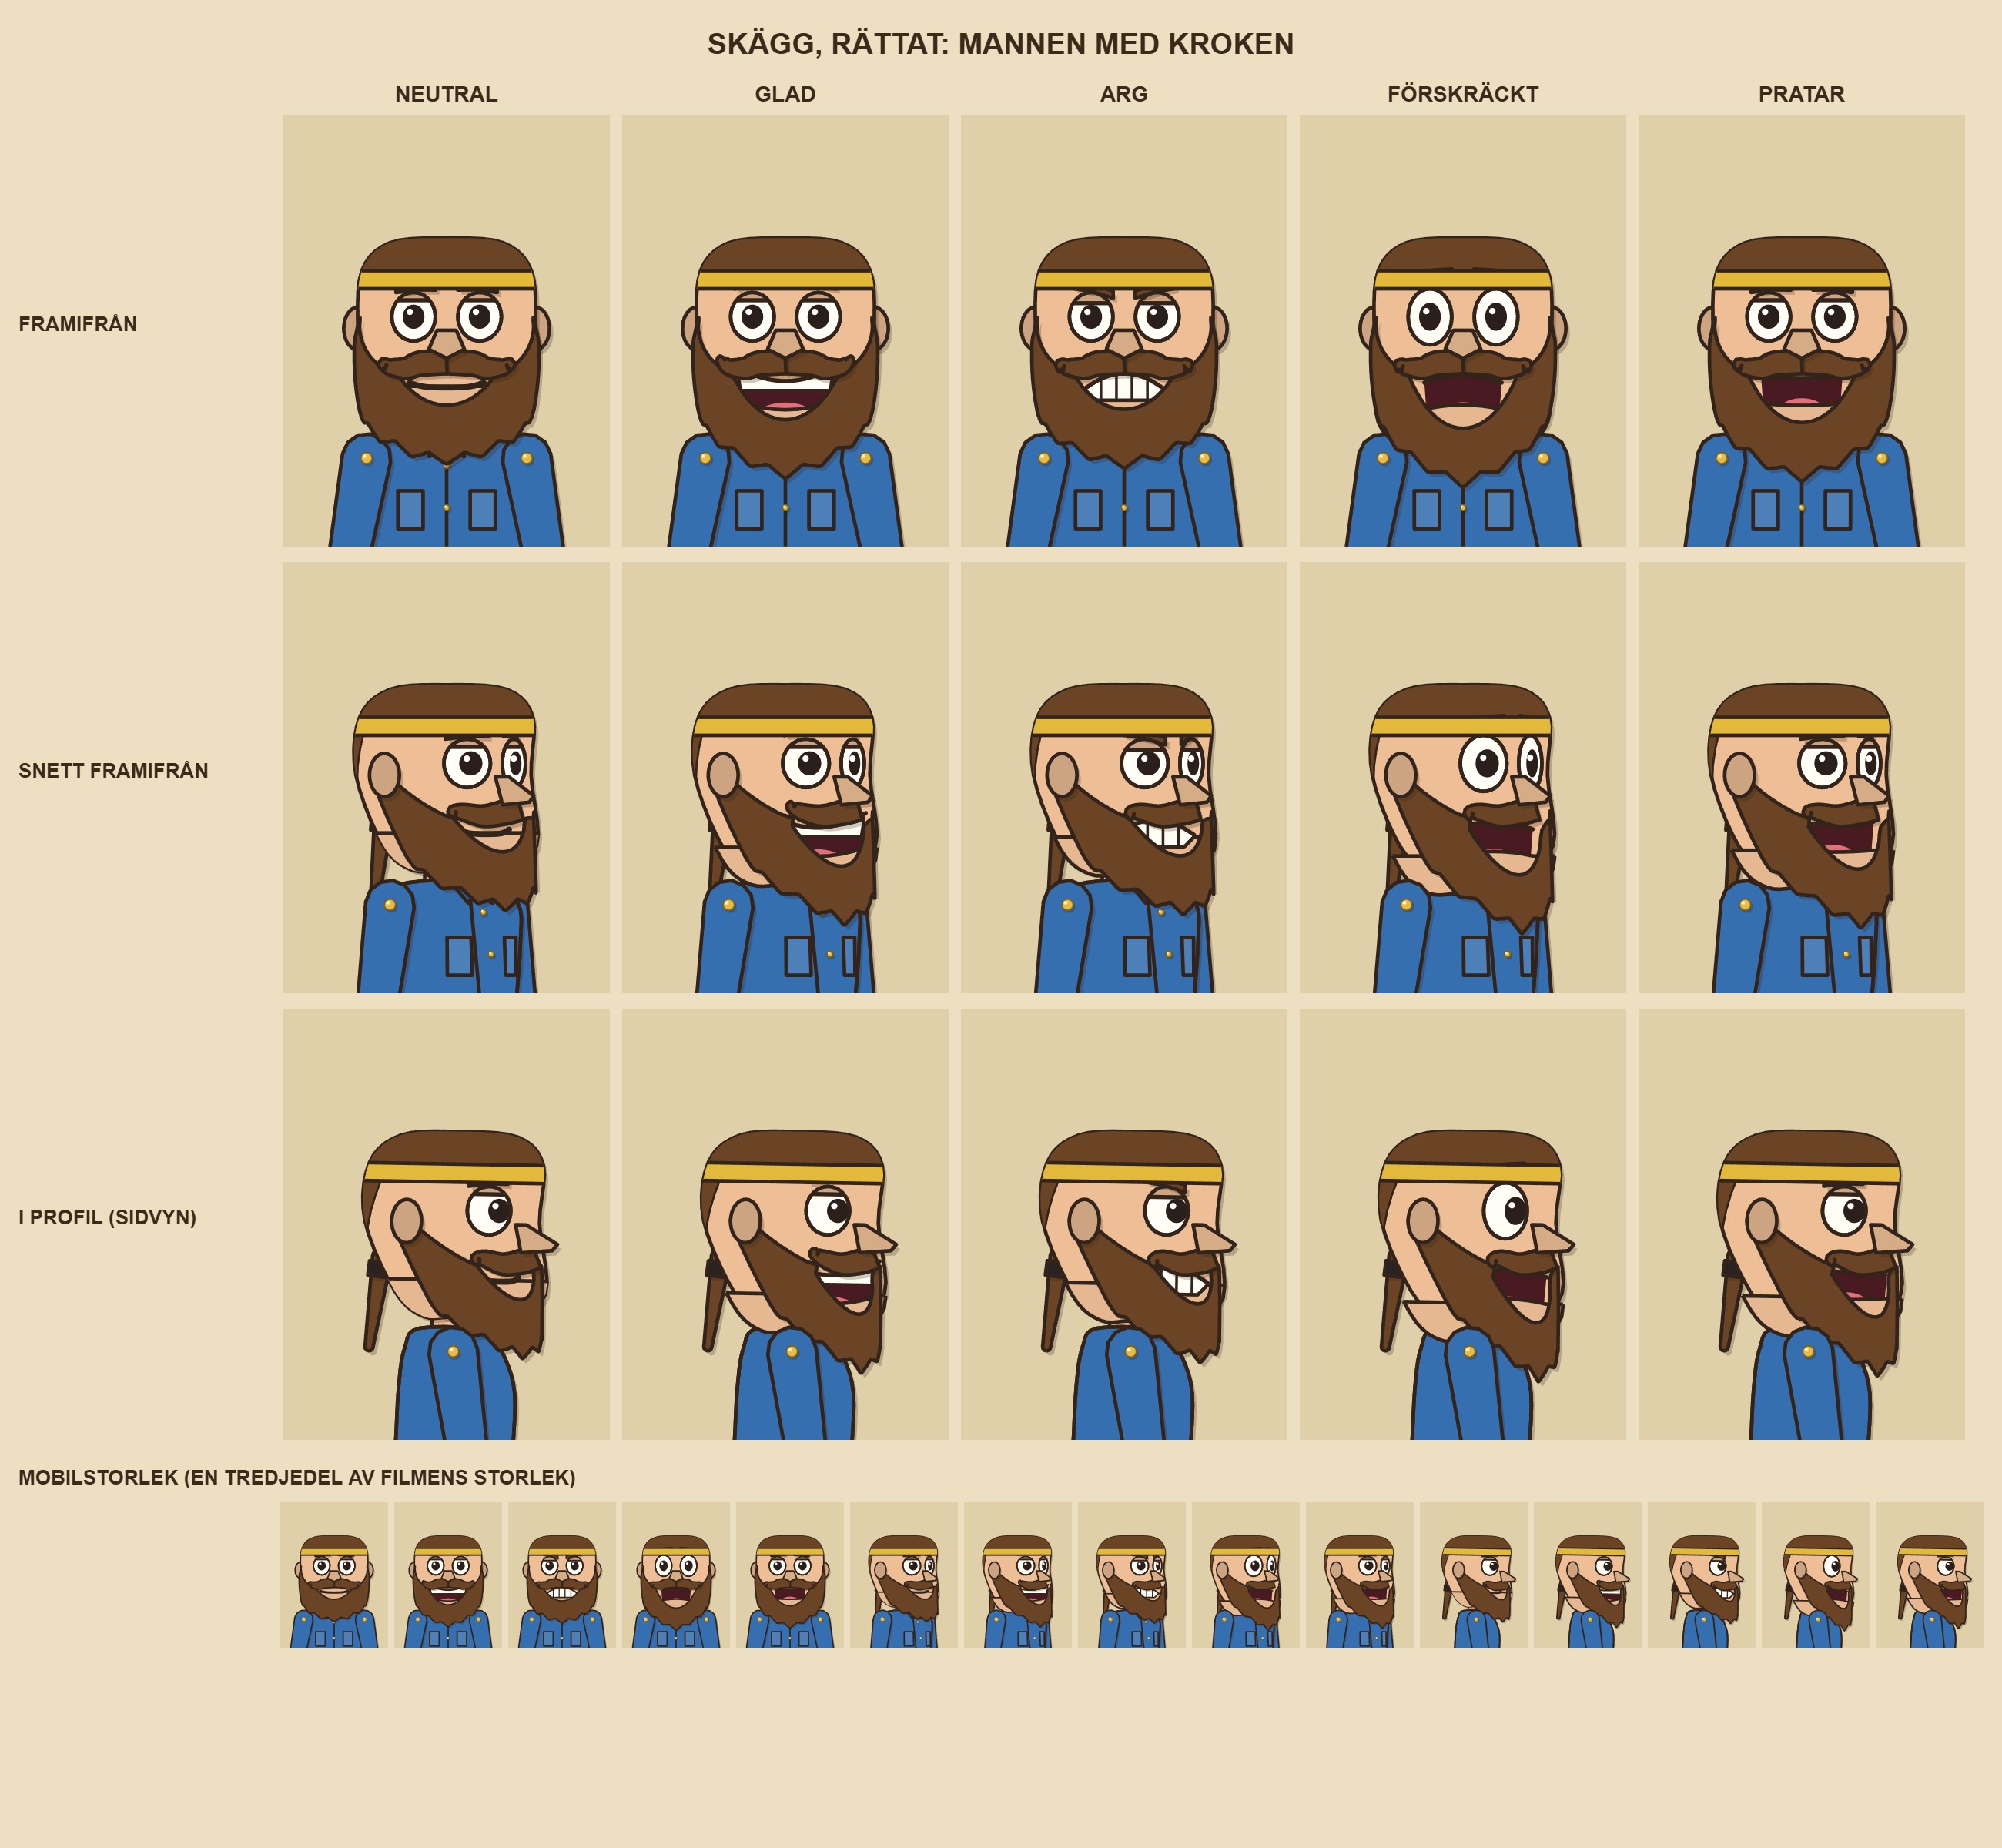 SKÄGG, RÄTTAT: MANNEN MED KROKEN
NEUTRAL
GLAD
ARG
FÖRSKRÄCKT
PRATAR
FRAMIFRÅN
SNETT FRAMIFRÅN
I PROFIL (SIDVYN)
MOBILSTORLEK (EN TREDJEDEL AV FILMENS STORLEK)